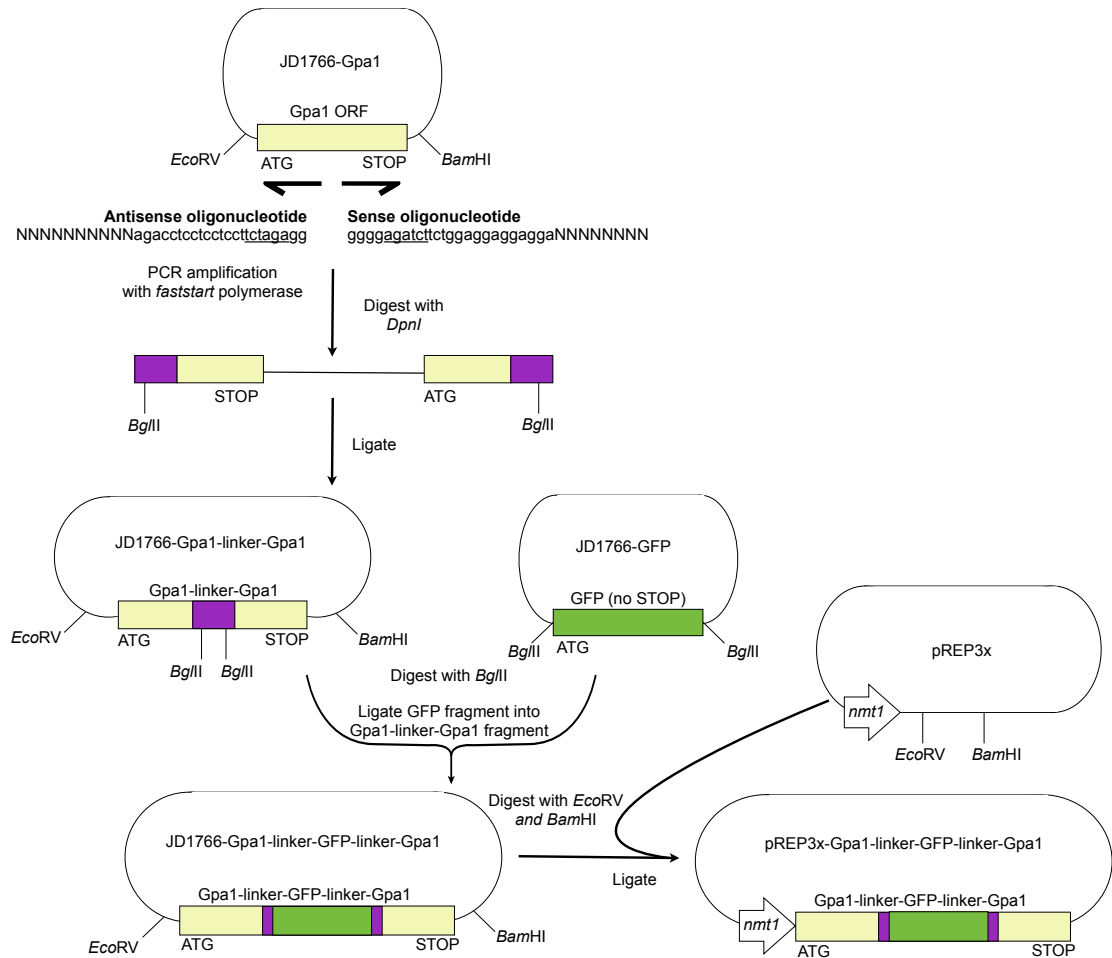 JD1766-Gpa1
Gpa1 ORF
EcoRV
ATG
STOP
BamHI
Antisense oligonucleotide
NNNNNNNNNNagacctcctcctccttctagagg
Sense oligonucleotide
ggggagatcttctggaggaggaggaNNNNNNNN
PCR amplification
with faststart polymerase
Digest with
DpnI
STOP
ATG
BglII
BglII
Ligate
JD1766-Gpa1-linker-Gpa1
Gpa1-linker-Gpa1
EcoRV
ATG
STOP
BamHI
BglII
BglII
JD1766-GFP
GFP (no STOP)
BglII
ATG
BglII
Digest with BglII
Ligate GFP fragment into
Gpa1-linker-Gpa1 fragment
pREP3x
nmt1
EcoRV
BamHI
JD1766-Gpa1-linker-GFP-linker-Gpa1
Gpa1-linker-GFP-linker-Gpa1
EcoRV
ATG
STOP
BamHI
Digest with EcoRV
and BamHI
Ligate
pREP3x-Gpa1-linker-GFP-linker-Gpa1
Gpa1-linker-GFP-linker-Gpa1
nmt1
ATG
STOP